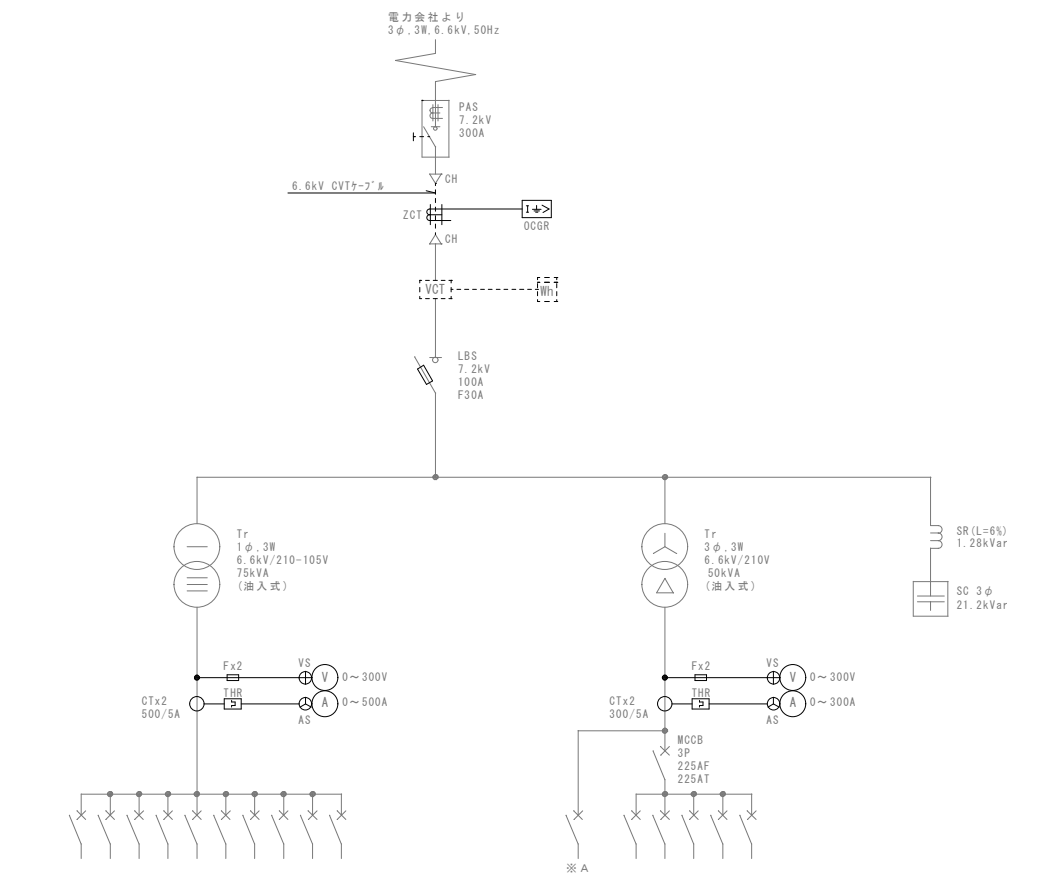 電力会社より
3φ,3W,6.6kV,50Hz
PAS
7.2kV
300A
CH
6.6kV CVTｹｰﾌﾞﾙ
ZCT
I
OCGR
CH
VCT
Wh
LBS
7.2kV
100A
F30A
Tr
1φ,3W
6.6kV/210-105V
75kVA
(油入式)
Tr
3φ,3W
6.6kV/210V
50kVA
(油入式)
SR(L=6%)
1.28kVar
SC 3φ
21.2kVar
Fx2
VS
V
0～300V
CTx2
500/5A
THR
A
0～500A
AS
Fx2
VS
V
0～300V
CTx2
300/5A
THR
A
0～300A
AS
MCCB
3P
225AF
225AT
※A